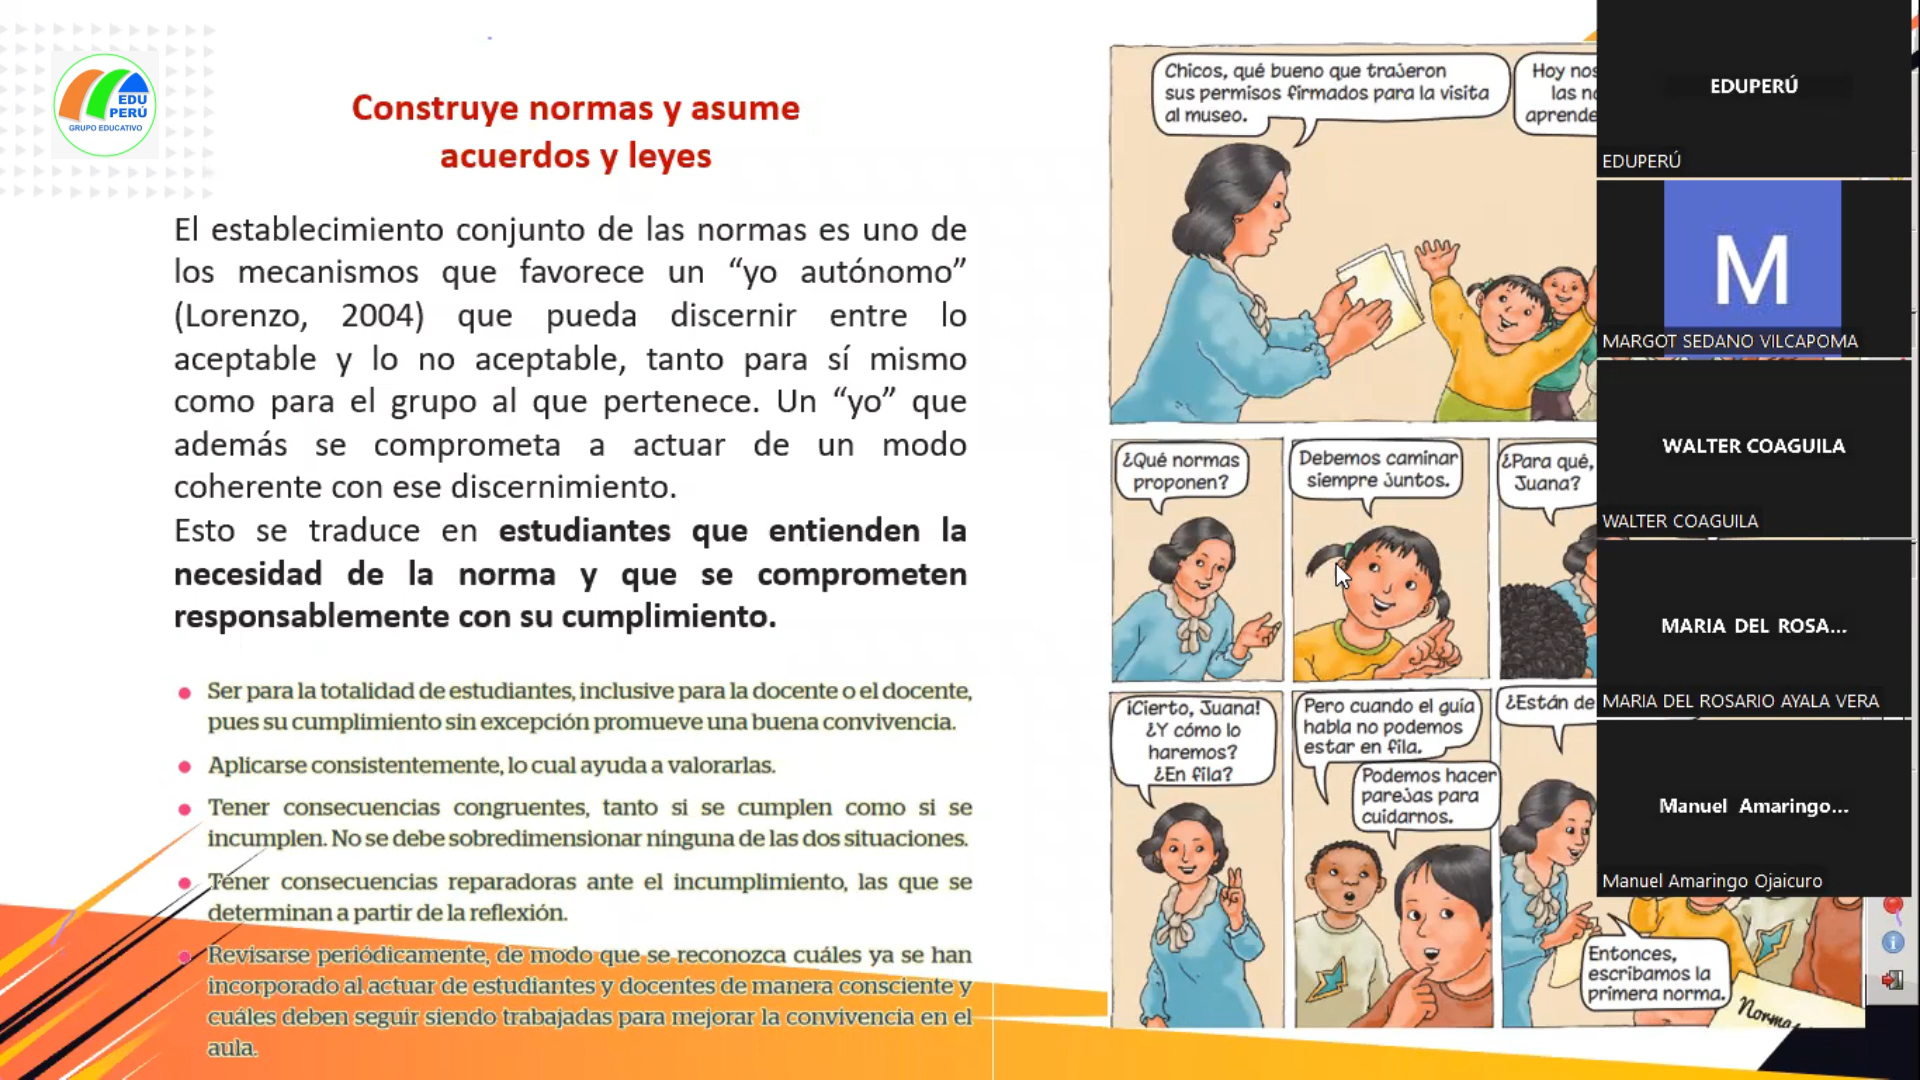 EDU
PERÚ
GRUPO EDUCATIVO
Construye normas y asume
acuerdos y leyes
El establecimiento conjunto de las normas es uno de
los mecanismos que favorece un “yo autónomo”
(Lorenzo, 2004) que pueda discernir entre lo
aceptable y lo no aceptable, tanto para sí mismo
como para el grupo al que pertenece. Un “yo” que
además se comprometa a actuar de un modo
coherente con ese discernimiento.
Esto se traduce en estudiantes que entienden la
necesidad de la norma y que se comprometen
responsablemente con su cumplimiento.
Ser para la totalidad de estudiantes, inclusive para la docente o el docente,
pues su cumplimiento sin excepción promueve una buena convivencia.
Aplicarse consistentemente, lo cual ayuda a valorarlas.
Tener consecuencias congruentes, tanto si se cumplen como si se
incumplen. No se debe sobredimensionar ninguna de las dos situaciones.
Tener consecuencias reparadoras ante el incumplimiento, las que se
determinan a partir de la reflexión.
Revisarse periódicamente, de modo que se reconozca cuáles ya se han
incorporado al actuar de estudiantes y docentes de manera consciente y
cuáles deben seguir siendo trabajadas para mejorar la convivencia en el
aula.
Chicos, qué bueno que trajeron
sus permisos firmados para la visita
al museo.
Hoy nos
las
aprende
¿Qué normas
proponen?
Debemos caminar
siempre juntos.
¿Para qué,
Juana?
¡Cierto, Juana!
¿Y cómo lo
haremos?
¿En fila?
Pero cuando el guía
habla no podemos
estar en fila.
Podemos hacer
parejas para
cuidarnos.
¿Están de
Entonces,
escribamos la
primera norma.
Norma
EDUPERÚ
EDUPERÚ
M
MARGOT SEDANO VILCAPOMA
WALTER COAGUILA
WALTER COAGUILA
MARIA DEL ROSA...
MARIA DEL ROSARIO AYALA VERA
Manuel Amaringo...
Manuel Amaringo Ojaicuro